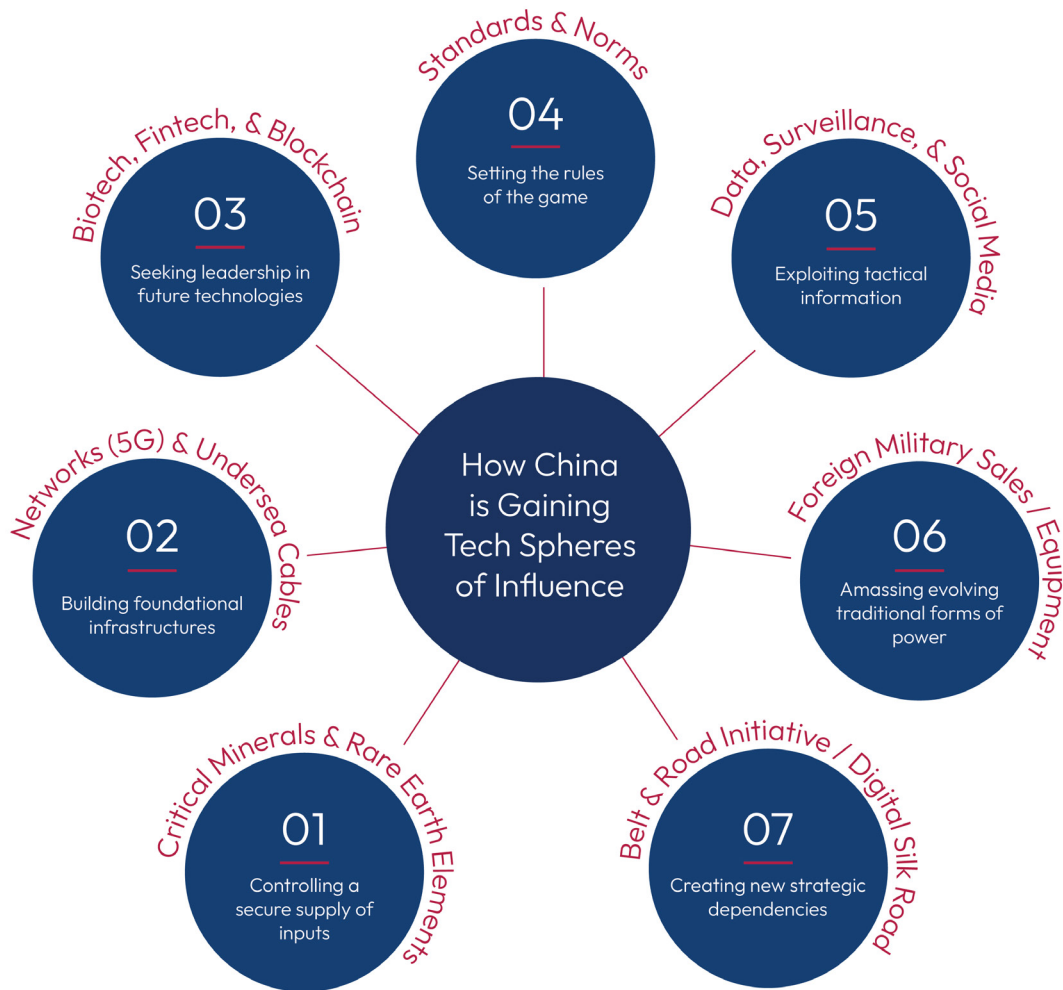 Standards & Norms
04
Setting the rules
of the game
Biotech, Fintech, & Blockchain
03
Seeking leadership in
future technologies
Data, Surveillance, & Social Media
05
Exploiting tactical
information
How China
is Gaining
Tech Spheres
of Influence
Networks (5G) & Undersea Cables
02
Building foundational
infrastructures
Foreign Military Sales / Equipment
06
Amassing evolving
traditional forms of
power
Critical Minerals & Rare Earth Elements
01
Controlling a
secure supply of
inputs
Belt & Road Initiative / Digital Silk Road
07
Creating new strategic
dependencies